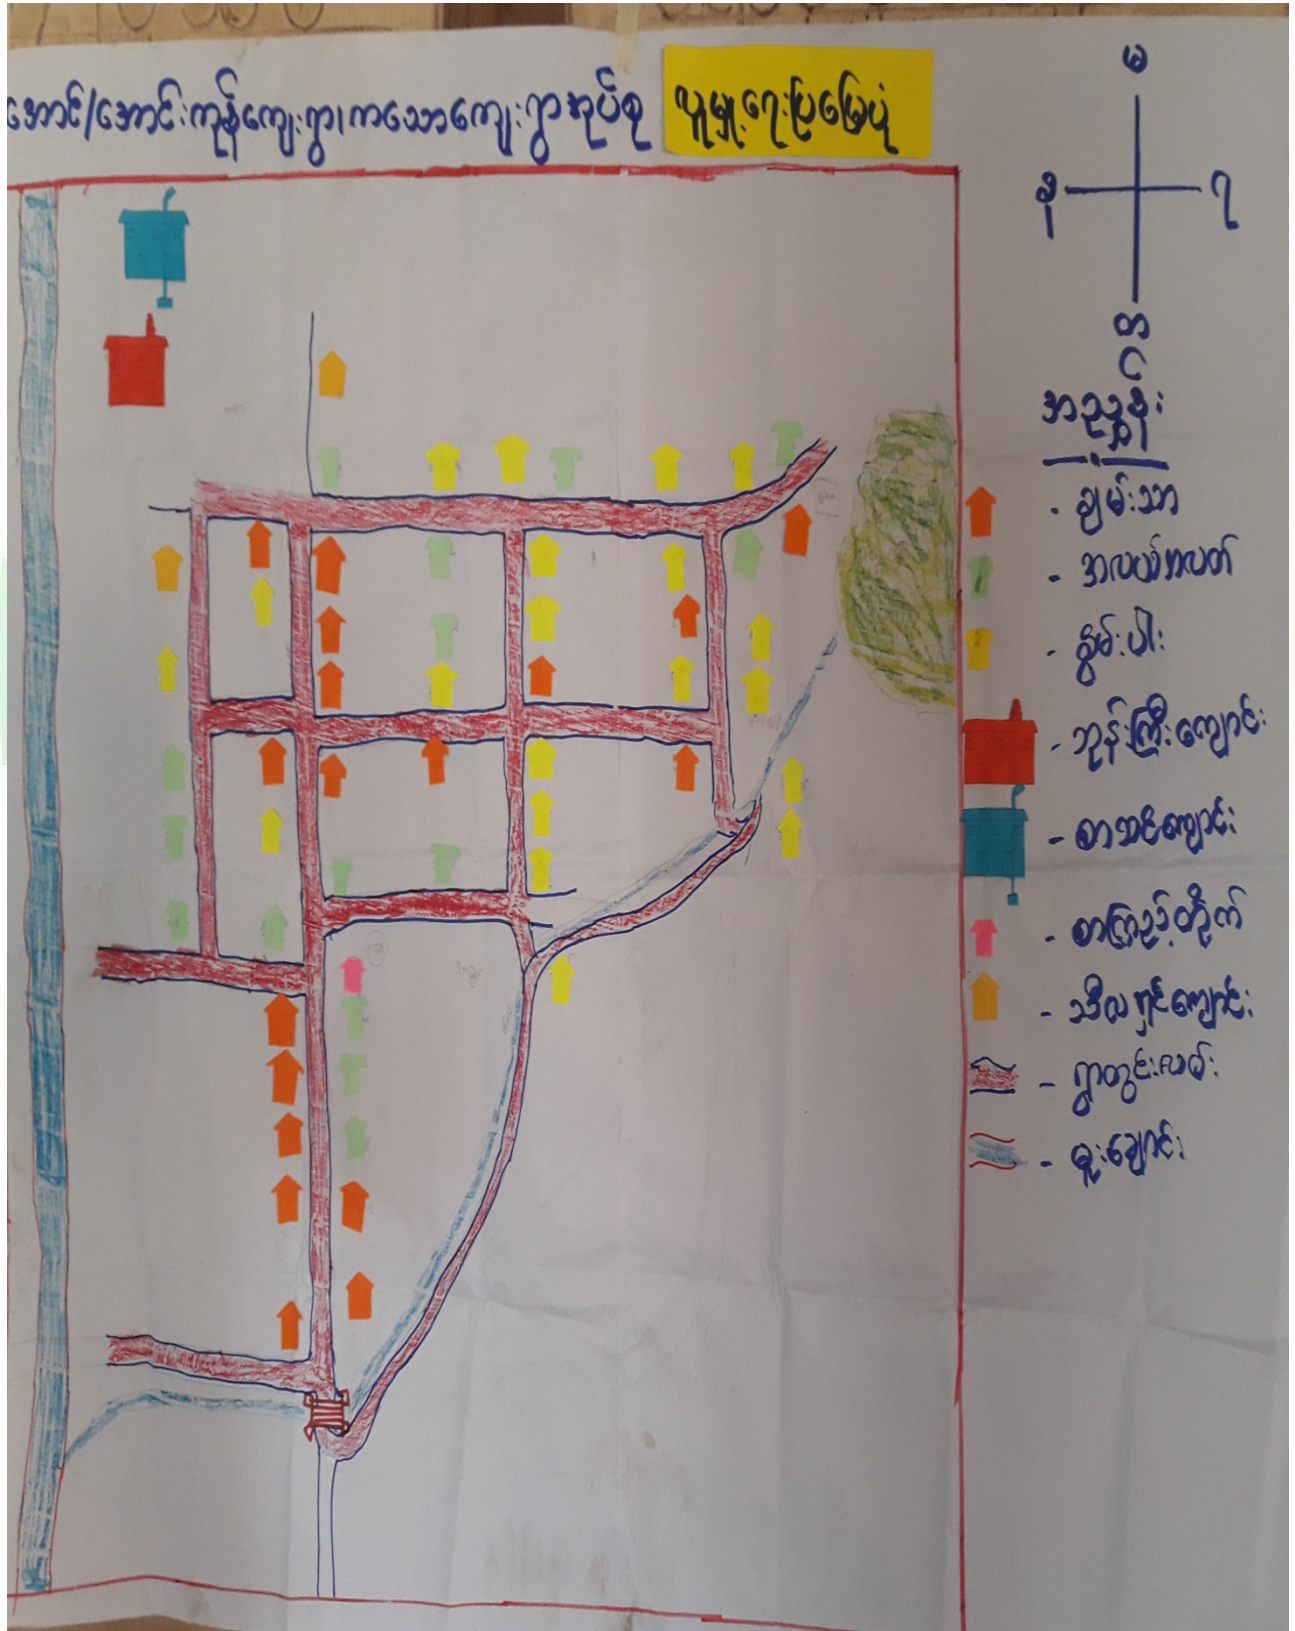 အောင်/အောင်းကုန်ကျေးရွာ၊ကသောကျေးရွာအုပ်စု လူမှုရေးပြမြေပုံ
မ
န
ရ
တ
င်
အညွှန်း
- ချမ်းသာ
- အလယ်အလတ်
- နွမ်းပါး
- ဘုန်းကြီးကျောင်း
- စာသင်ကျောင်း
- စာကြည့်တိုက်
- သီလရှင်ကျောင်း
- ရွာတွင်းလမ်း
- မူးချောင်း